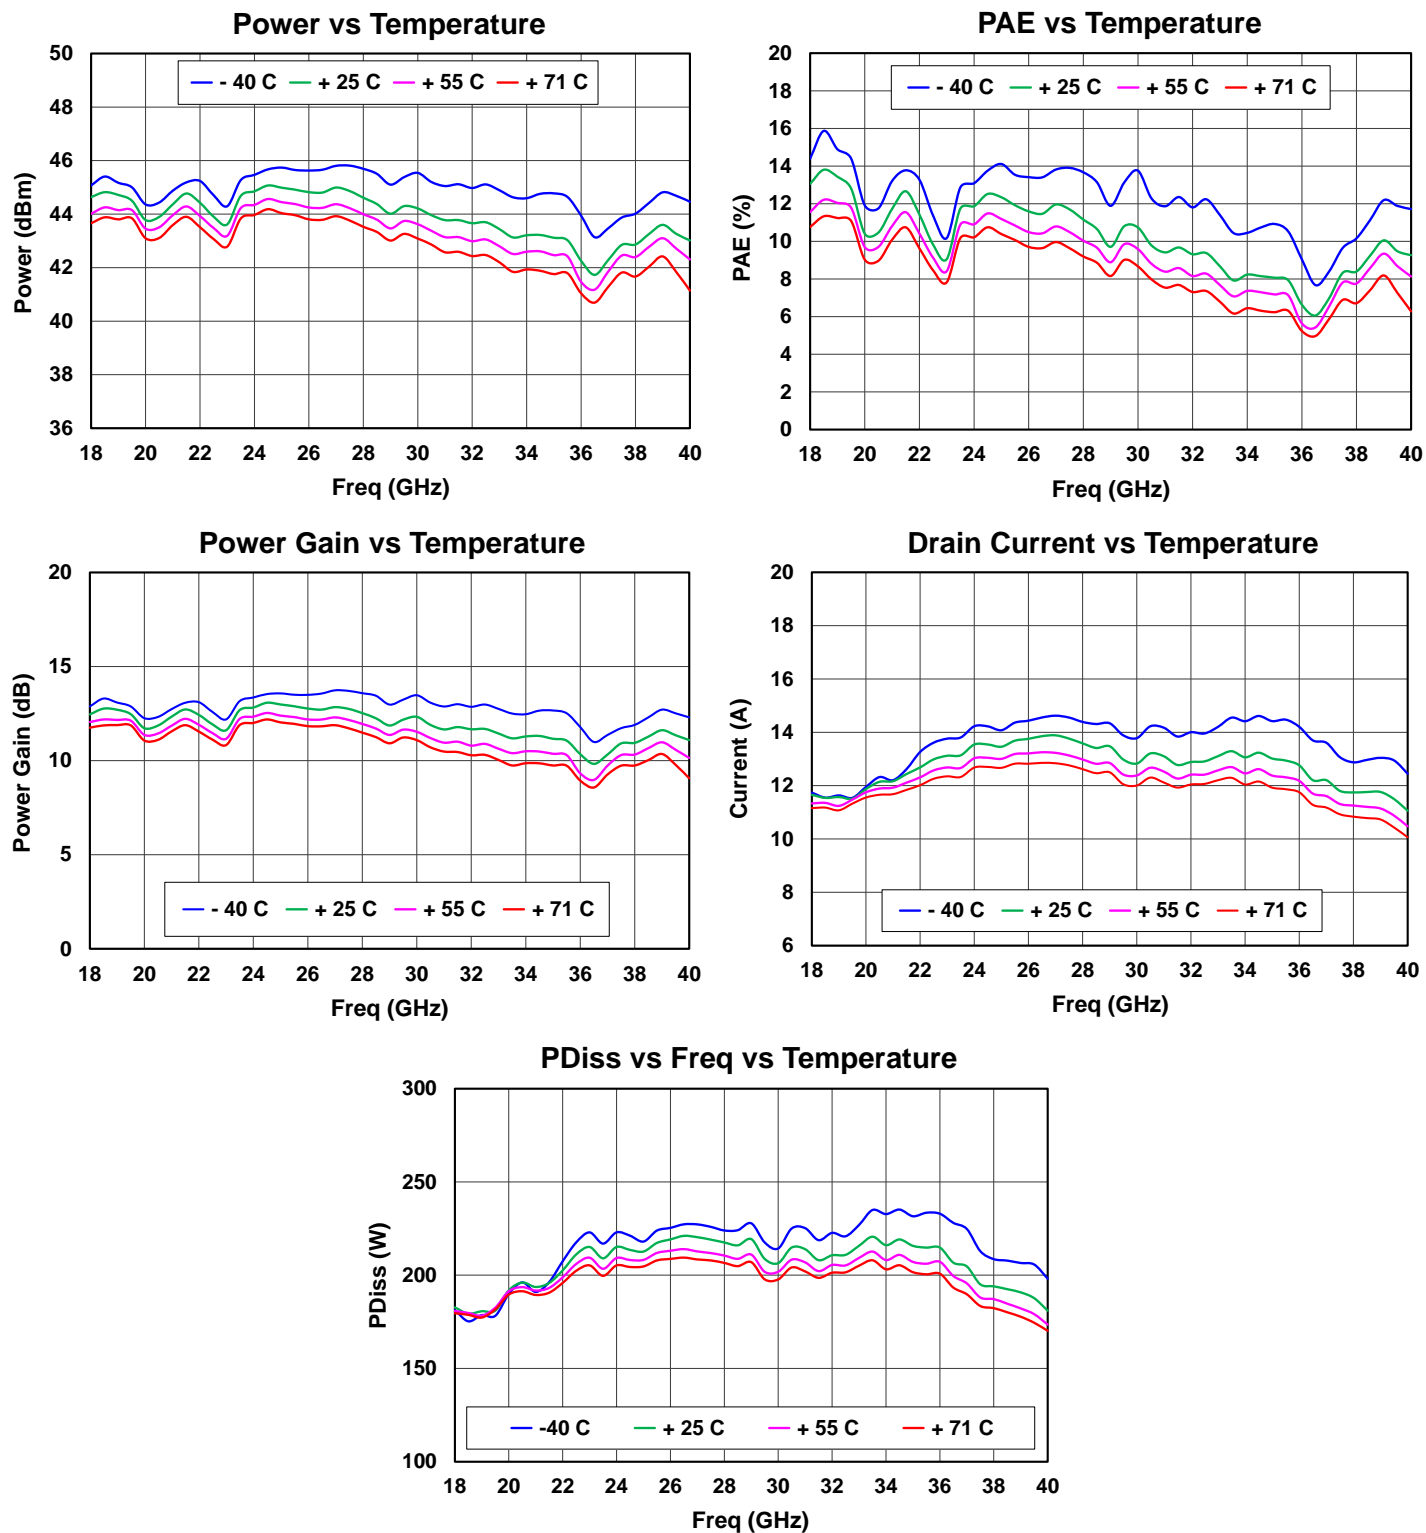 Power vs Temperature
50
48
46
44
42
40
38
36
Power (dBm)
- 40 C + 25 C + 55 C + 71 C
18 20 22 24 26 28 30 32 34 36 38 40
Freq (GHz)
PAE vs Temperature
20
18
16
14
12
10
8
6
4
2
0
PAE (%)
- 40 C + 25 C + 55 C + 71 C
18 20 22 24 26 28 30 32 34 36 38 40
Freq (GHz)
Power Gain vs Temperature
20
15
10
5
0
Power Gain (dB)
- 40 C + 25 C + 55 C + 71 C
18 20 22 24 26 28 30 32 34 36 38 40
Freq (GHz)
Drain Current vs Temperature
20
18
16
14
12
10
8
6
Current (A)
- 40 C + 25 C + 55 C + 71 C
18 20 22 24 26 28 30 32 34 36 38 40
Freq (GHz)
PDiss vs Freq vs Temperature
300
250
200
150
100
PDiss (W)
-40 C + 25 C + 55 C + 71 C
18 20 22 24 26 28 30 32 34 36 38 40
Freq (GHz)